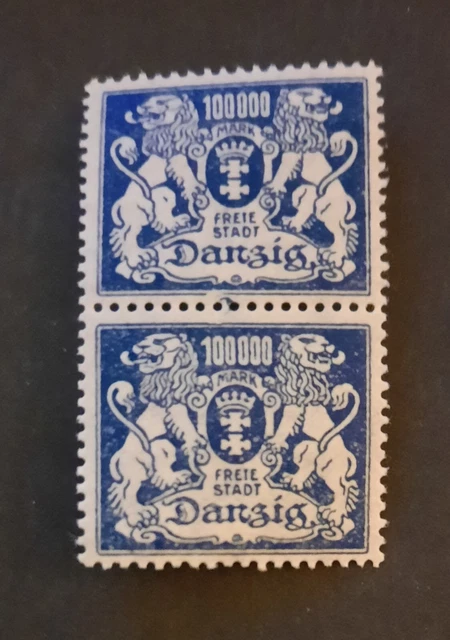 100000
MARK
FREIE
STADT
Danzig.
100000
MARK
FREIE
STADT
Danzig.